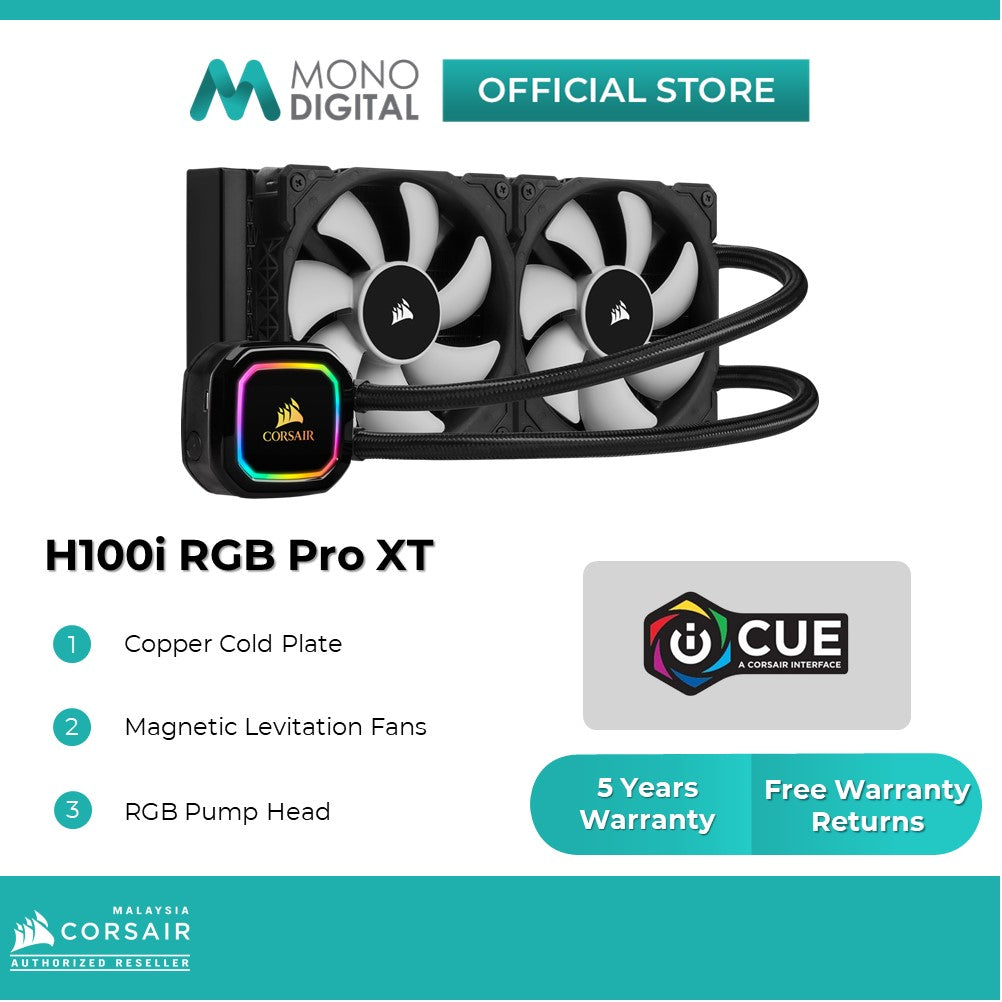 MONO
DIGITAL
OFFICIAL STORE
CORSAIR
H100i RGB Pro XT
1 Copper Cold Plate
2 Magnetic Levitation Fans
3 RGB Pump Head
i CUE
A CORSAIR INTERFACE
5 Years
Warranty
Free Warranty
Returns
MALAYSIA
CORSAIR
AUTHORIZED RESELLER